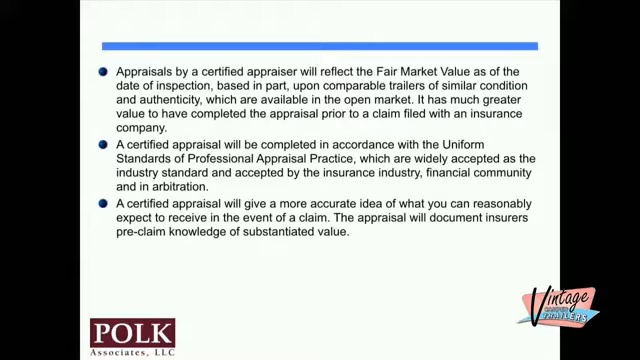 Appraisals by a certified appraiser will reflect the Fair Market Value as of the
date of inspection, based in part, upon comparable trailers of similar condition
and authenticity, which are available in the open market. It has much greater
value to have completed the appraisal prior to a claim filed with an insurance
company.
A certified appraisal will be completed in accordance with the Uniform
Standards of Professional Appraisal Practice, which are widely accepted as the
industry standard and accepted by the insurance industry, financial community
and in arbitration.
A certified appraisal will give a more accurate idea of what you can reasonably
expect to receive in the event of a claim. The appraisal will document insurers
pre-claim knowledge of substantiated value.
Vintage
CAMPER
TRAILERS
POLK
Associates, LLC